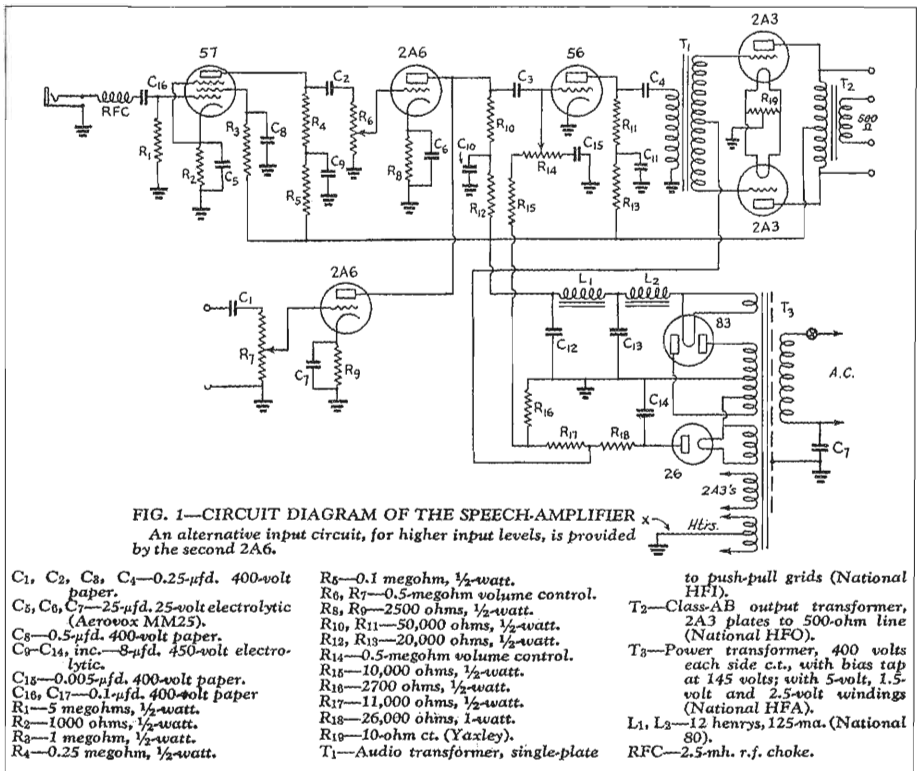 57
2A6
56
2A3
RFC
C16
R1
R2
C5
R3
C8
R4
C2
R5
C9
R6
R8
C6
C10
R10
R12
C3
R14
C15
R15
R11
C4
C11
R13
T1
R19
T2
500
Ω
2A3
C1
R7
2A6
C7
R9
L1
L2
C12
C13
83
T3
A.C.
R16
R17
R18
C14
26
C7
2A3's
Htrs.
X
FIG. 1—CIRCUIT DIAGRAM OF THE SPEECH-AMPLIFIER
An alternative input circuit, for higher input levels, is provided
by the second 2A6.
C1, C2, C3, C4—0.25-µfd. 400-volt
paper.
C5, C6, C7—25-µfd. 25-volt electrolytic
(Aerovox MM25).
C8—0.5-µfd. 400-volt paper.
C9-C14, inc.—8-µfd. 450-volt electro-
lytic.
C15—0.005-µfd. 400-volt paper.
C16, C17—0.1-µfd. 400-volt paper
R1—5 megohms, ½-watt.
R2—1000 ohms, ½-watt.
R3—1 megohm, ½-watt.
R4—0.25 megohm, ½-watt.
R5—0.1 megohm, ½-watt.
R6, R7—0.5-megohm volume control.
R8, R9—2500 ohms, ½-watt.
R10, R11—50,000 ohms, ½-watt.
R12, R13—20,000 ohms, ½-watt.
R14—0.5-megohm volume control.
R15—10,000 ohms, ½-watt.
R16—2700 ohms, ½-watt.
R17—11,000 ohms, ½-watt.
R18—26,000 ohms, 1-watt.
R19—10-ohm ct. (Yaxley).
T1—Audio transformer, single-plate
to push-pull grids (National
HFI).
T2—Class-AB output transformer,
2A3 plates to 500-ohm line
(National HFO).
T3—Power transformer, 400 volts
each side c.t., with bias tap
at 145 volts; with 5-volt, 1.5-
volt and 2.5-volt windings
(National HFA).
L1, L2—12 henrys, 125-ma. (National
80).
RFC—2.5-mh. r.f. choke.